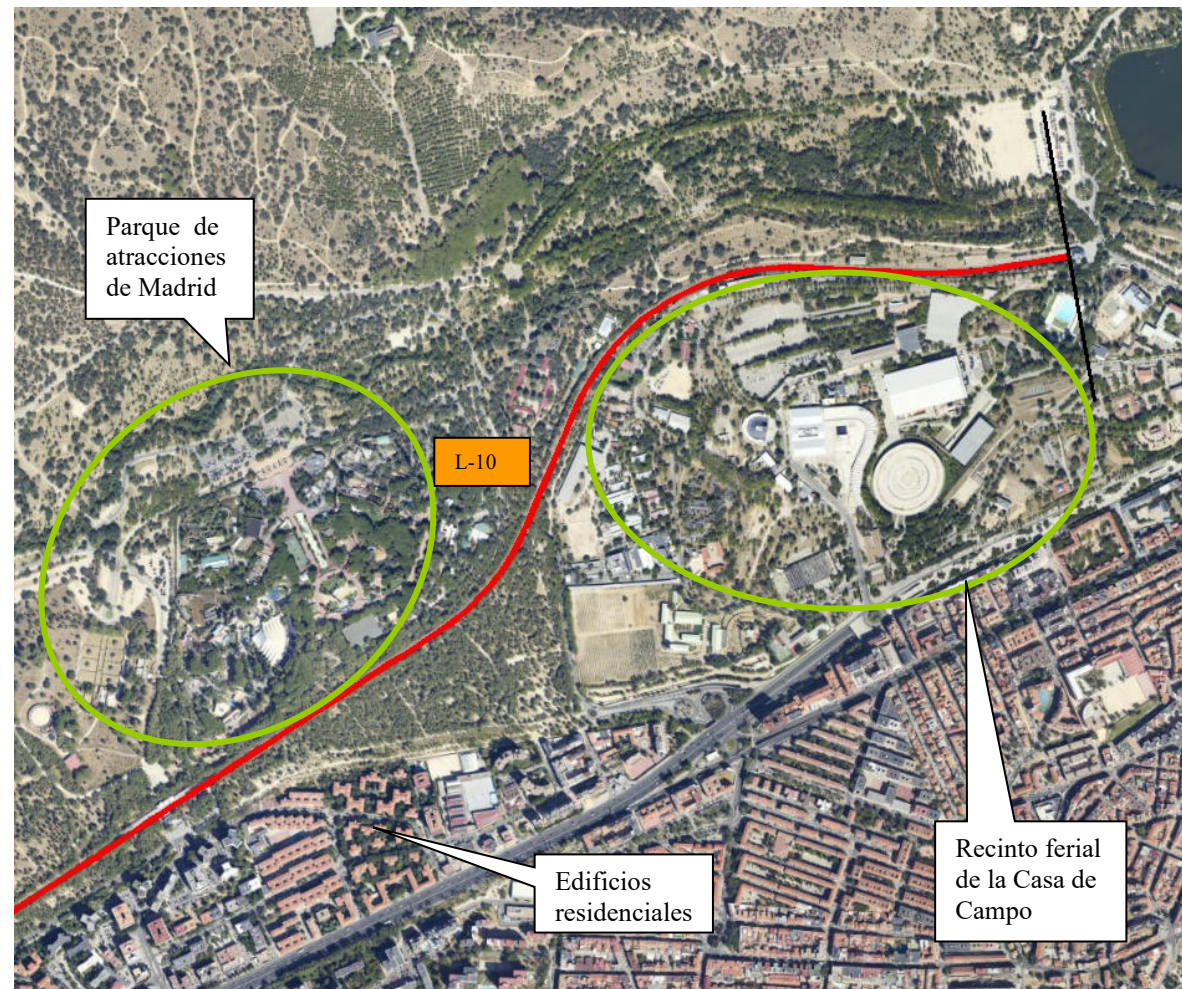 Parque de
atracciones
de Madrid
L-10
Edificios
residenciales
Recinto ferial
de la Casa de
Campo